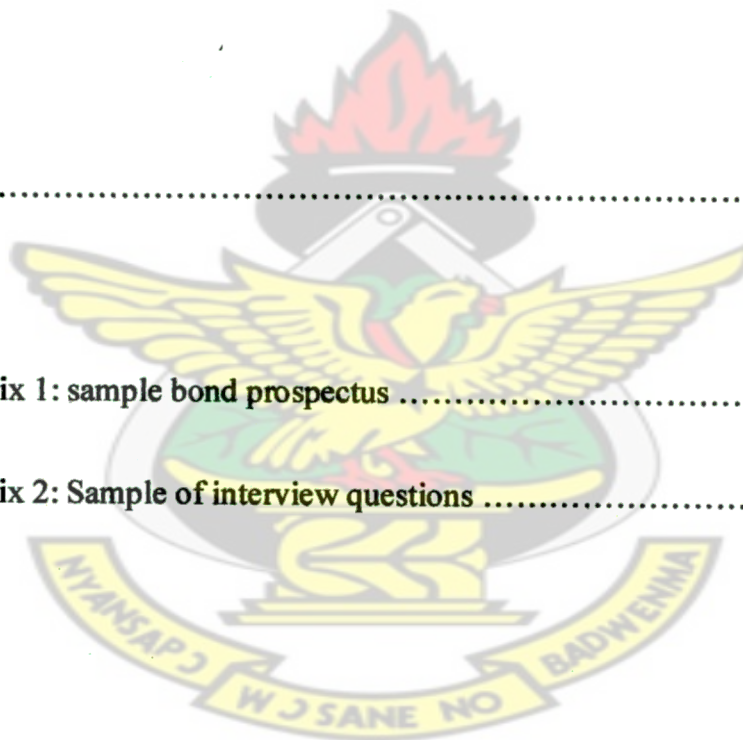 ....................................................................
ix 1: sample bond prospectus ................................
ix 2: Sample of interview questions ........................
NYANSAPƆ WƆSANE NO BADWENMA